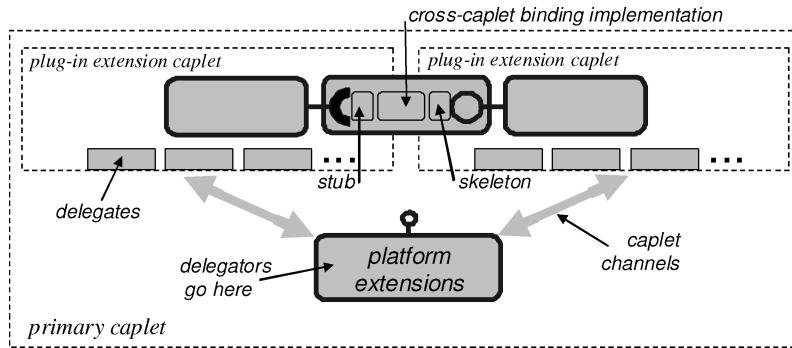 cross-caplet binding implementation
plug-in extension caplet
plug-in extension caplet
stub
skeleton
delegates
delegators
go here
platform
extensions
caplet
channels
primary caplet